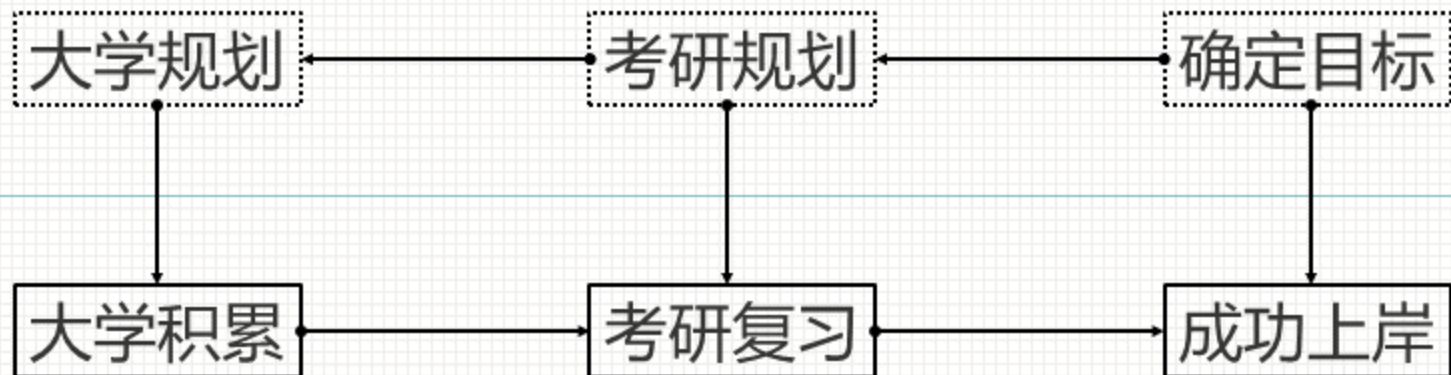 大学规划
考研规划
确定目标
大学积累
考研复习
成功上岸